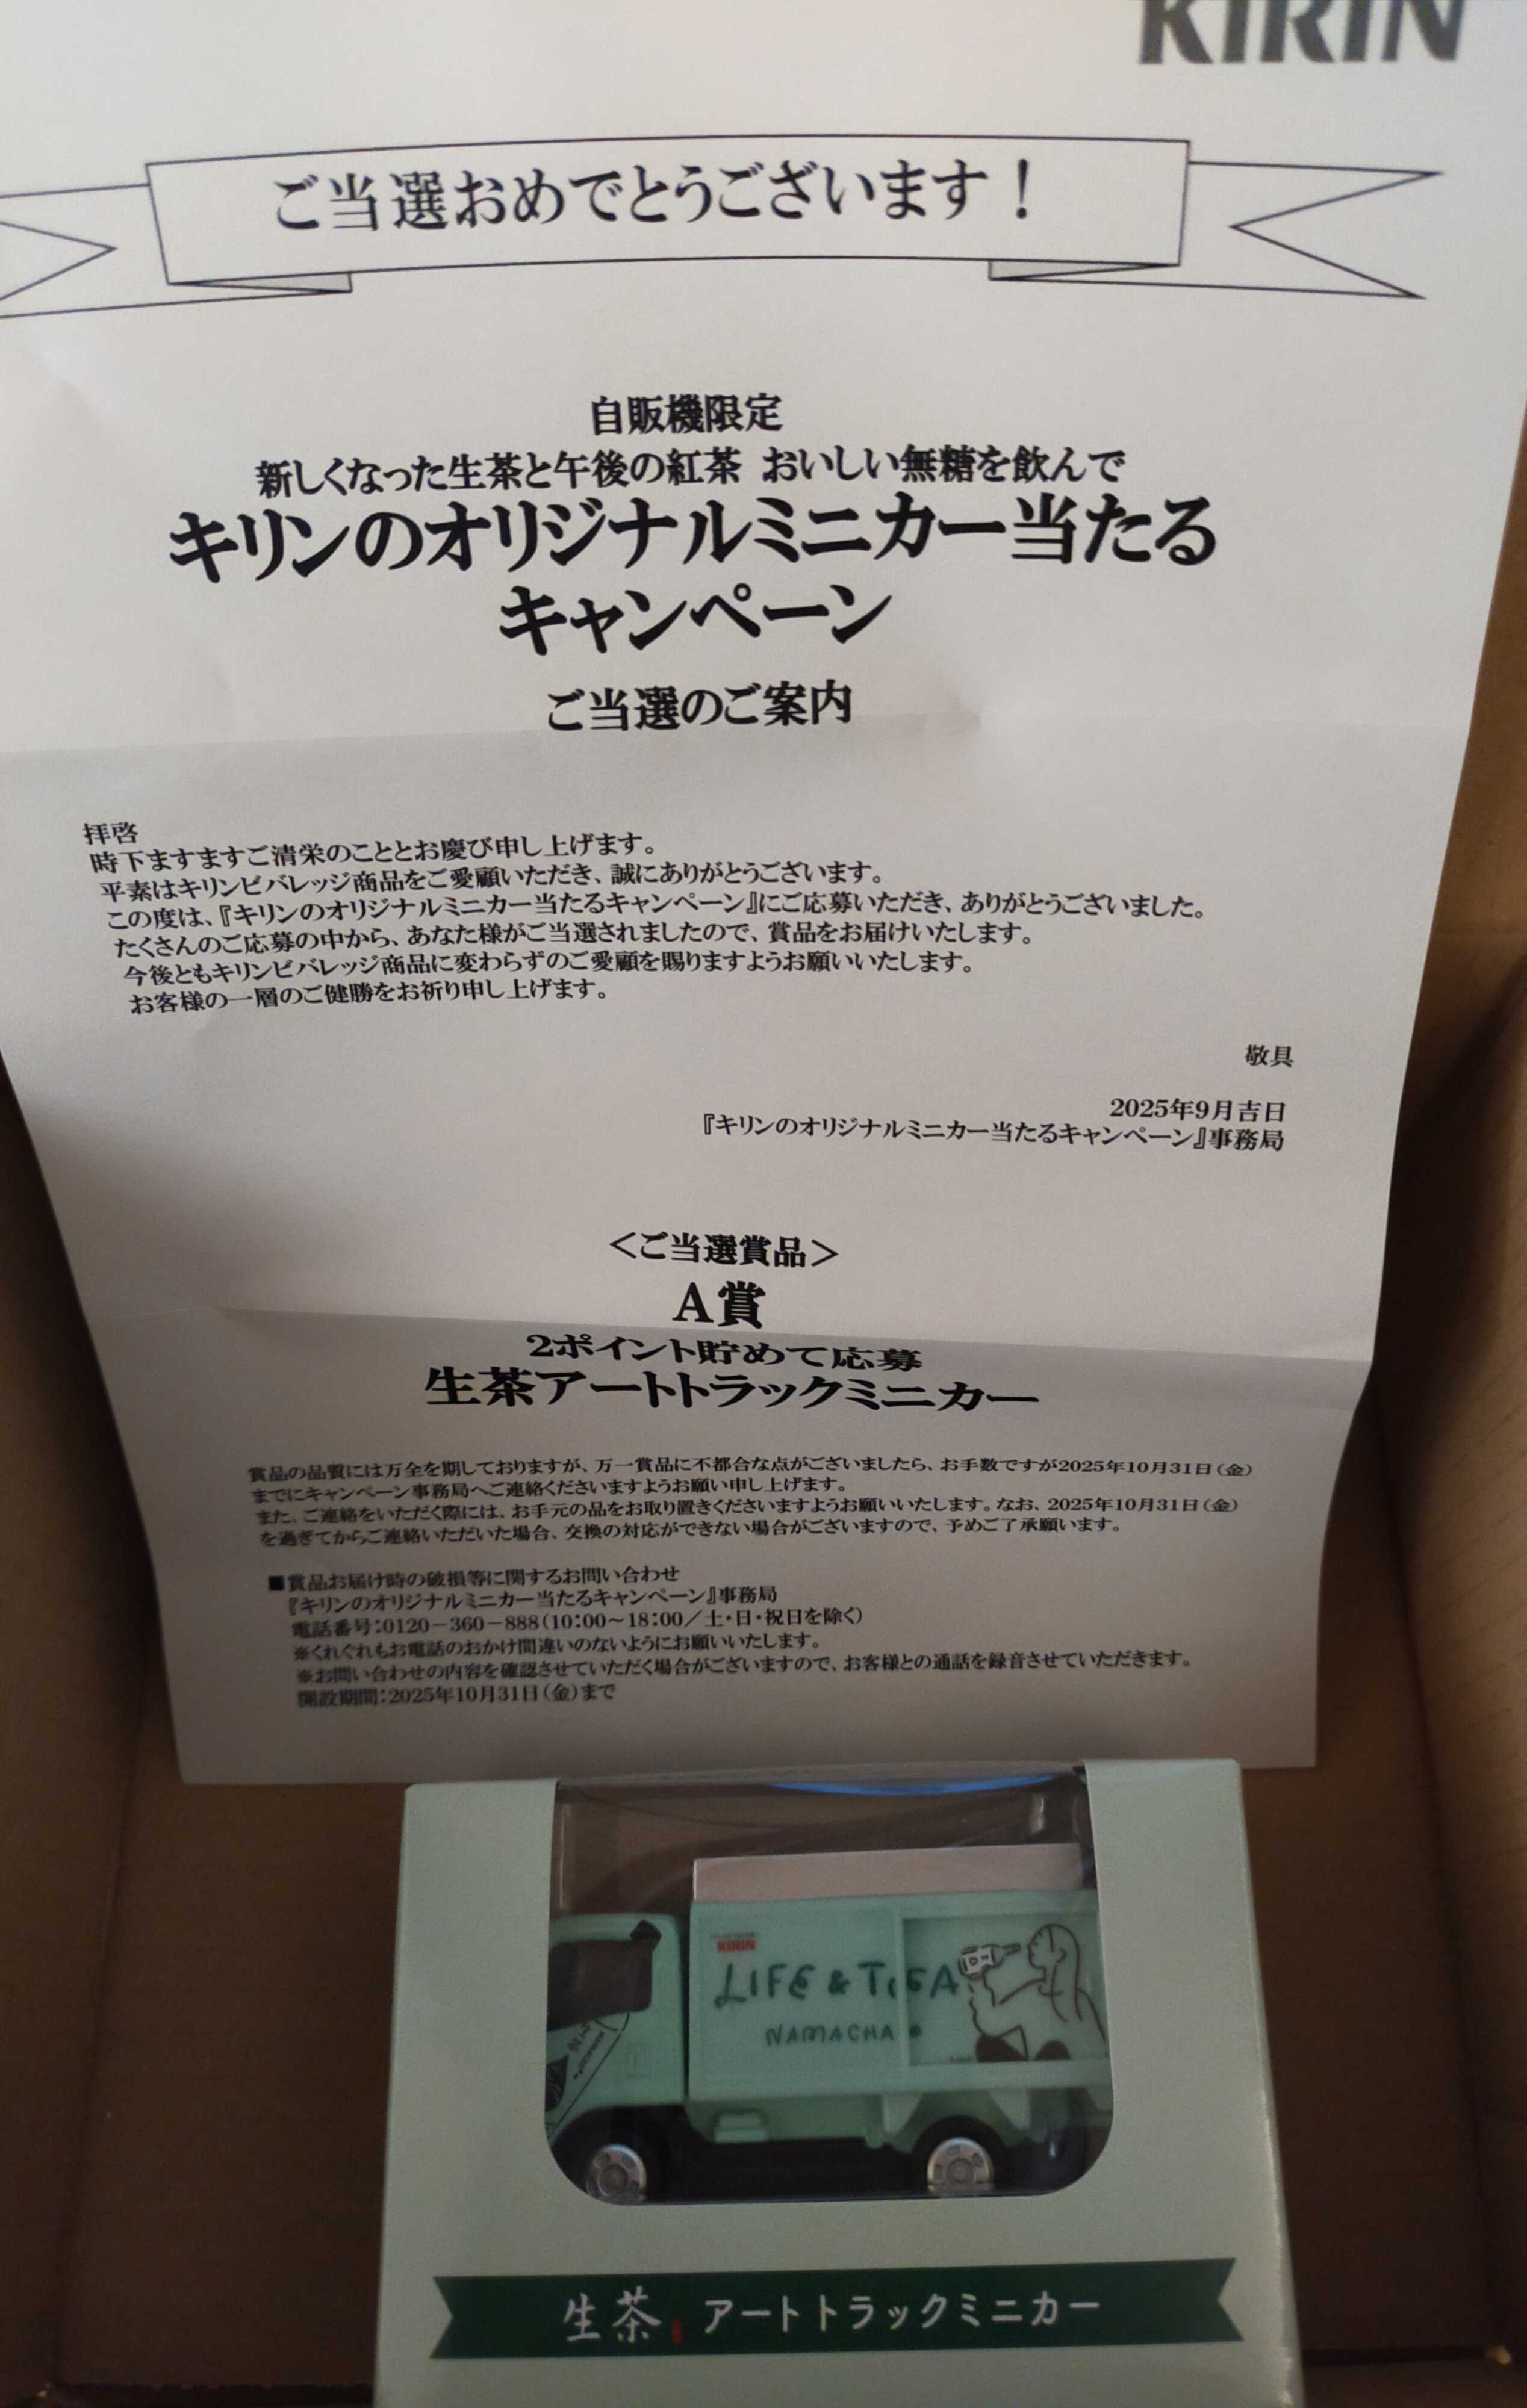 KIRIN
ご当選おめでとうございます！
自販機限定
新しくなった生茶と午後の紅茶 おいしい無糖を飲んで
キリンのオリジナルミニカー当たる
キャンペーン
ご当選のご案内
拝啓
時下ますますご清栄のこととお慶び申し上げます。
平素はキリンビバレッジ商品をご愛顧いただき、誠にありがとうございます。
この度は、『キリンのオリジナルミニカー当たるキャンペーン』にご応募いただき、ありがとうございました。
たくさんのご応募の中から、あなた様がご当選されましたので、賞品をお届けいたします。
今後ともキリンビバレッジ商品に変わらずのご愛顧を賜りますようお願いいたします。
お客様の一層のご健勝をお祈り申し上げます。
敬具
2025年9月吉日
『キリンのオリジナルミニカー当たるキャンペーン』事務局
＜ご当選賞品＞
A賞
2ポイント貯めて応募
生茶アートトラックミニカー
賞品の品質には万全を期しておりますが、万一賞品に不都合な点がございましたら、お手数ですが2025年10月31日（金）
までにキャンペーン事務局へご連絡くださいますようお願い申し上げます。
また、ご連絡をいただく際には、お手元の品をお取り置きくださいますようお願いいたします。なお、2025年10月31日（金）
を過ぎてからご連絡いただいた場合、交換の対応ができない場合がございますので、予めご了承願います。
■賞品お届け時の破損等に関するお問い合わせ
『キリンのオリジナルミニカー当たるキャンペーン』事務局
電話番号：0120－360－888（10：00～18：00／土・日・祝日を除く）
※くれぐれもお電話のおかけ間違いのないようにお願いいたします。
※お問い合わせの内容を確認させていただく場合がございますので、お客様との通話を録音させていただきます。
開設期間：2025年10月31日（金）まで
KIRIN
LIFE & TEA
NAMACHA
生茶 アートトラックミニカー